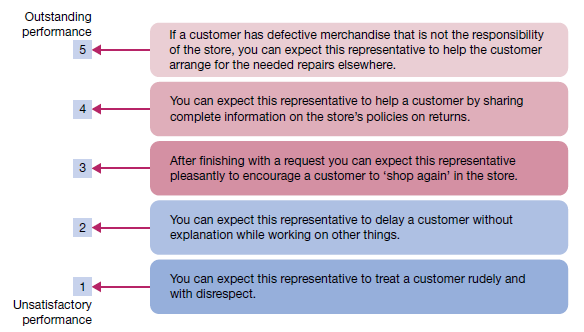 Outstanding
performance
5
If a customer has defective merchandise that is not the responsibility
of the store, you can expect this representative to help the customer
arrange for the needed repairs elsewhere.
4
You can expect this representative to help a customer by sharing
complete information on the store's policies on returns.
3
After finishing with a request you can expect this representative
pleasantly to encourage a customer to ‘shop again’ in the store.
2
You can expect this representative to delay a customer without
explanation while working on other things.
1
You can expect this representative to treat a customer rudely and
with disrespect.
Unsatisfactory
performance